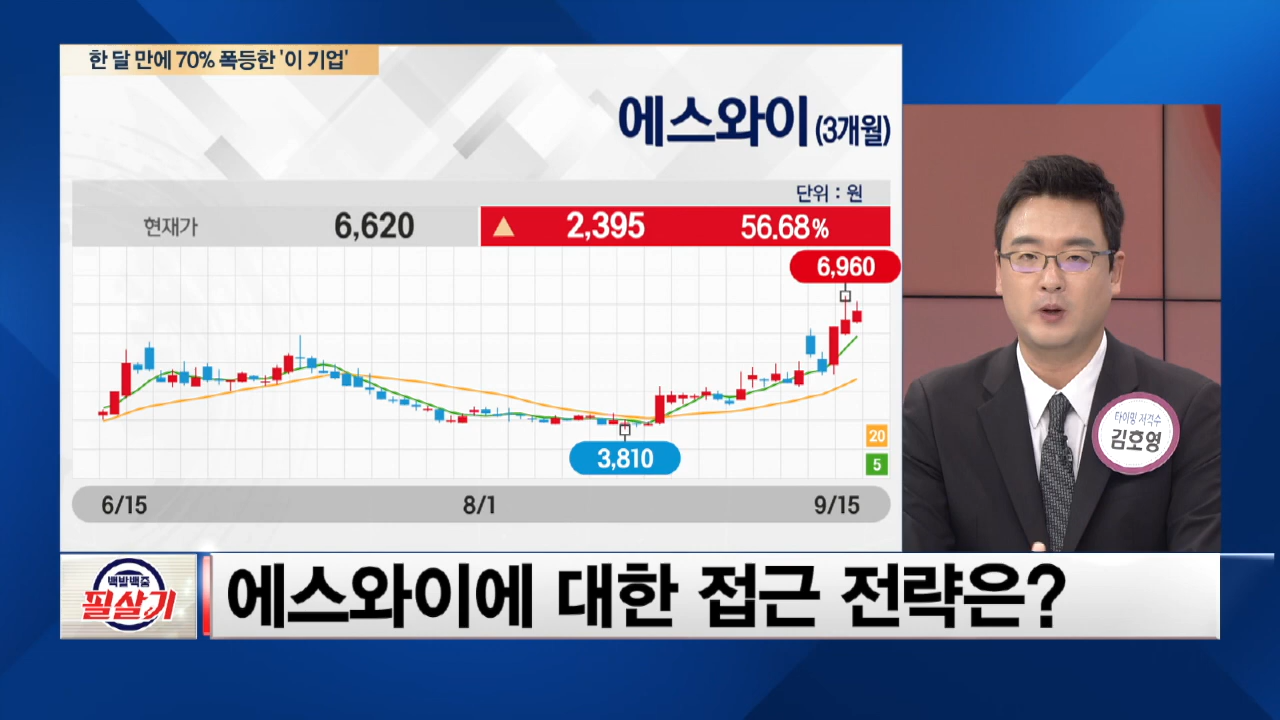 한 달 만에 70% 폭등한 '이 기업'
에스와이 (3개월)
단위 : 원
현재가 6,620 ▲ 2,395 56.68%
6,960
3,810
20
5
6/15 8/1 9/15
타이밍 저격수
김호영
백발백중
필살기
에스와이에 대한 접근 전략은?